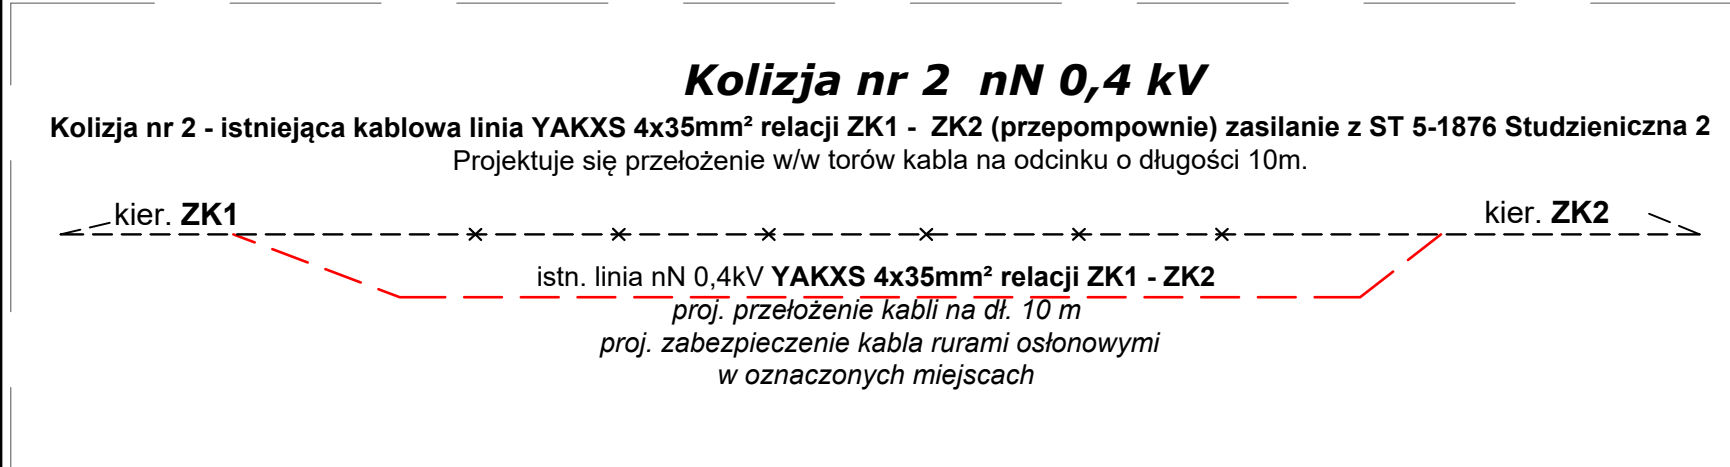 Kolizja nr 2 nN 0,4 kV
Kolizja nr 2 - istniejąca kablowa linia YAKXS 4x35mm² relacji ZK1 - ZK2 (przepompownie) zasilanie z ST 5-1876 Studzieniczna 2
Projektuje się przełożenie w/w torów kabla na odcinku o długości 10m.
kier. ZK1
kier. ZK2
istn. linia nN 0,4kV YAKXS 4x35mm² relacji ZK1 - ZK2
proj. przełożenie kabli na dł. 10 m
proj. zabezpieczenie kabla rurami osłonowymi
w oznaczonych miejscach